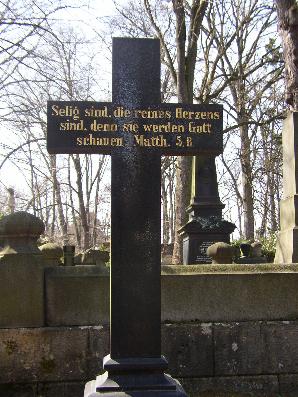 Selig sind, die reines Herzens
sind, denn sie werden Gott
schauen. Matth. 5,8.